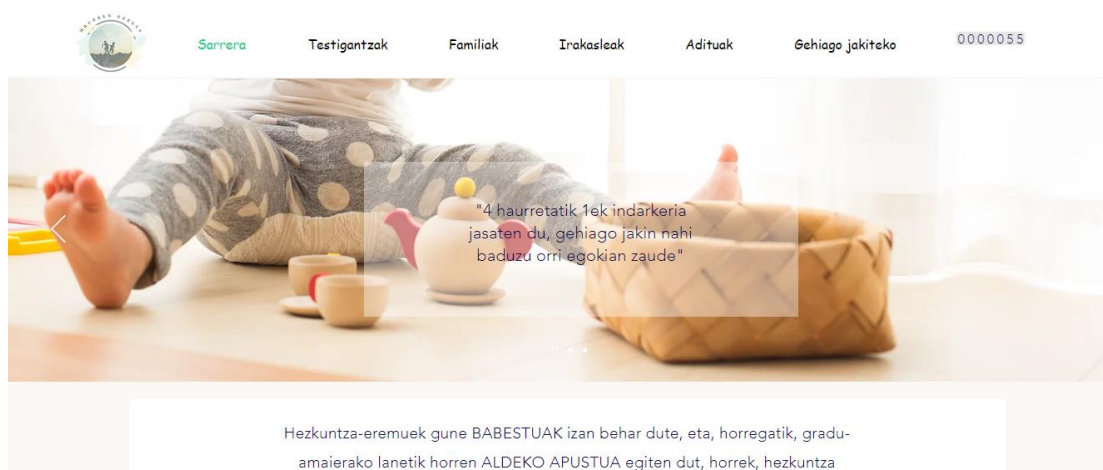 Sarrera
Testigantzak
Familiak
Irakasleak
Adituak
Gehiago jakiteko
0000055
"4 haurretatik 1ek indarkeria
jasaten du, gehiago jakin nahi
baduzu orri egokian zaude"
Hezkuntza-eremuek gune BABESTUAK izan behar dute, eta, horregatik, gradu-
amaierako lanetik horren ALDEKO APUSTUA egiten dut, horrek, hezkuntza